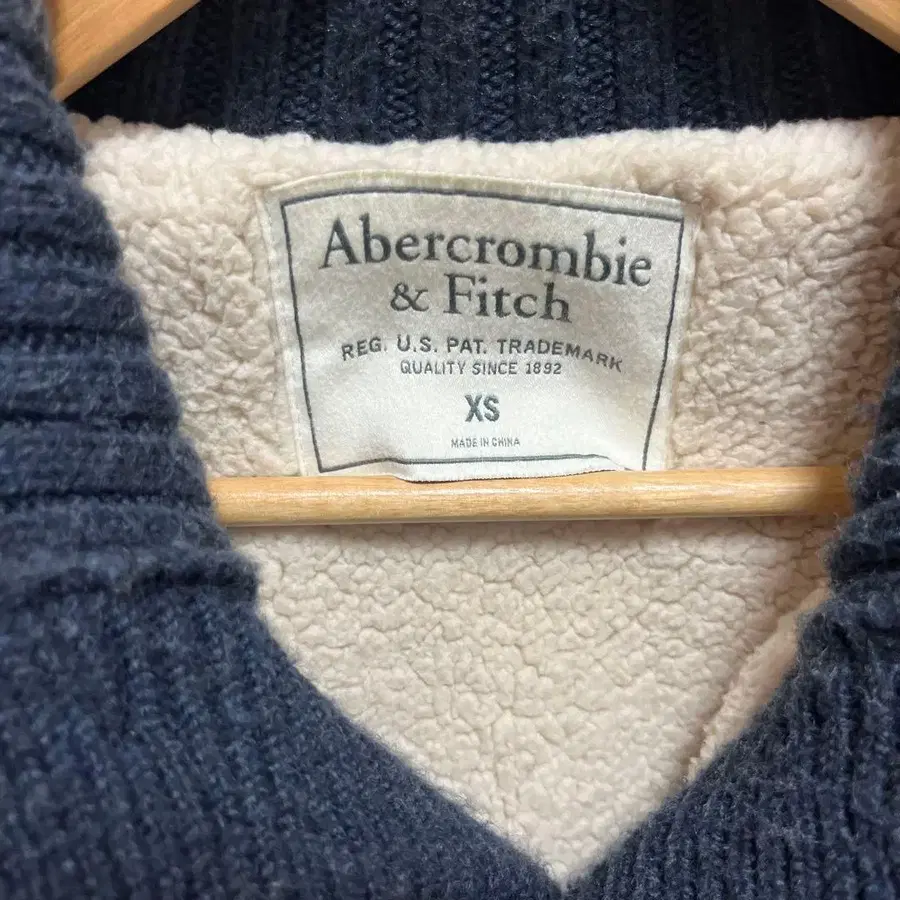 Abercrombie
& Fitch
REG. U.S. PAT. TRADEMARK
QUALITY SINCE 1892
XS
MADE IN CHINA